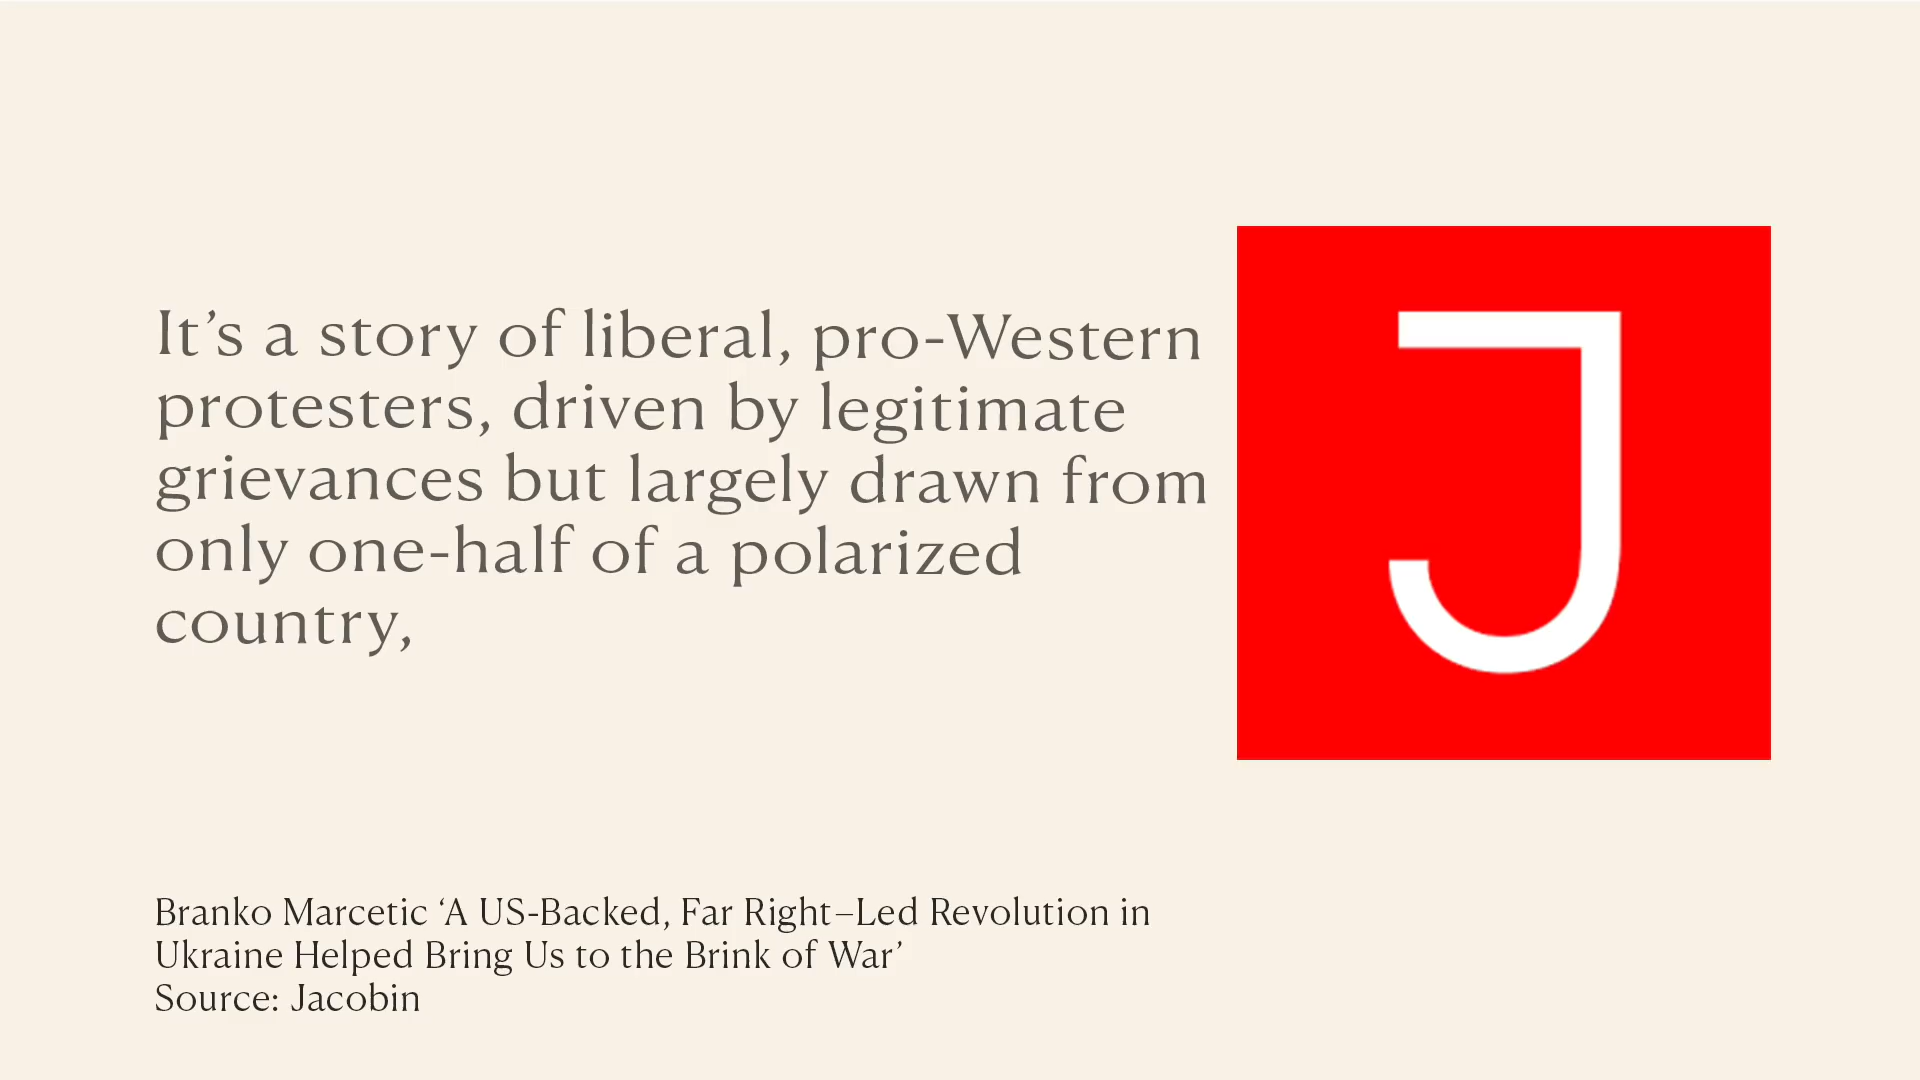 It’s a story of liberal, pro-Western
protesters, driven by legitimate
grievances but largely drawn from
only one-half of a polarized
country,
J
Branko Marcetic ‘A US-Backed, Far Right–Led Revolution in
Ukraine Helped Bring Us to the Brink of War’
Source: Jacobin